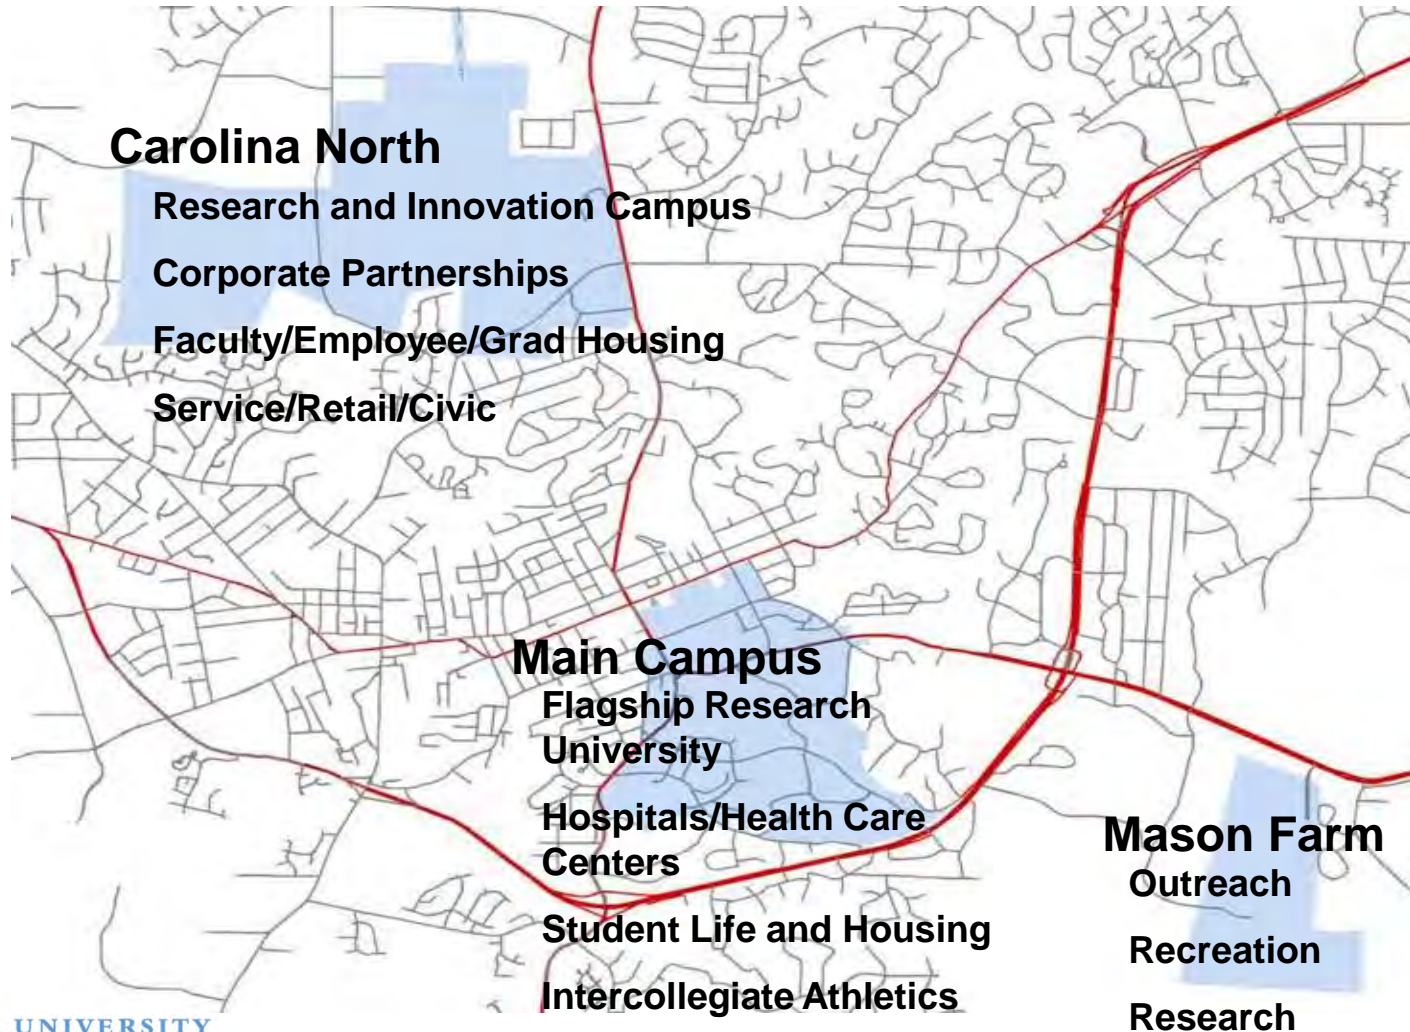 Carolina North
Research and Innovation Campus
Corporate Partnerships
Faculty/Employee/Grad Housing
Service/Retail/Civic
Main Campus
Flagship Research
University
Hospitals/Health Care
Centers
Student Life and Housing
Intercollegiate Athletics
Mason Farm
Outreach
Recreation
Research
UNIVERSITY